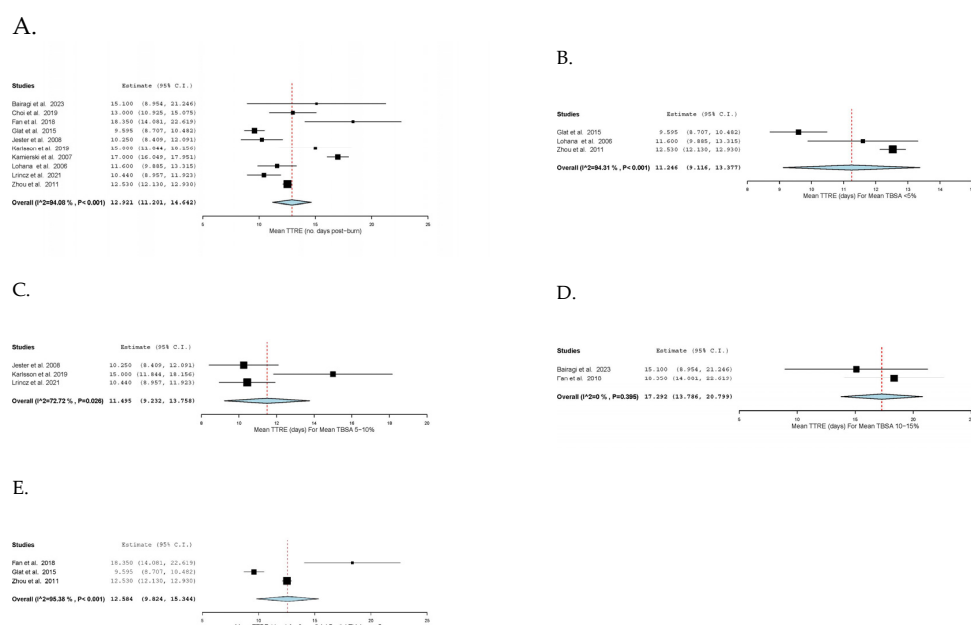 A.
Studies Estimate (95% C.I.)
Bairagi et al. 2023 15.100 (8.954, 21.246)
Choi et al. 2019 13.000 (10.925, 15.075)
Fan et al. 2018 18.350 (14.081, 22.619)
Glat et al. 2015 9.595 (8.707, 10.482)
Jester et al. 2008 10.250 (8.409, 12.091)
Karlsson et al. 2019 15.000 (11.844, 18.156)
Kamierski et al. 2007 17.000 (16.049, 17.951)
Lohana et al. 2006 11.600 (9.885, 13.315)
Lrincz et al. 2021 10.440 (8.957, 11.923)
Zhou et al. 2011 12.530 (12.130, 12.930)
Overall (I^2=94.08 % , P< 0.001) 12.921 (11.201, 14.642)
5 10 15 20 25
Mean TTRE (no. days post-burn)
B.
Studies Estimate (95% C.I.)
Glat et al. 2015 9.595 (8.707, 10.482)
Lohana et al. 2006 11.600 (9.885, 13.315)
Zhou et al. 2011 12.530 (12.130, 12.930)
Overall (I^2=94.31 % , P< 0.001) 11.246 (9.116, 13.377)
8 9 10 11 12 13 14 15
Mean TTRE (days) For Mean TBSA <5%
C.
Studies Estimate (95% C.I.)
Jester et al. 2008 10.250 (8.409, 12.091)
Karlsson et al. 2019 15.000 (11.844, 18.156)
Lrincz et al. 2021 10.440 (8.957, 11.923)
Overall (I^2=72.72 % , P=0.026) 11.495 (9.232, 13.758)
10 12 14 16 18 20
Mean TTRE (days) For Mean TBSA 5-10%
D.
Studies Estimate (95% C.I.)
Bairagi et al. 2023 15.100 (8.954, 21.246)
Fan et al. 2018 18.350 (14.081, 22.619)
Overall (I^2=0 % , P=0.395) 17.292 (13.786, 20.799)
10 15 20 25
Mean TTRE (days) For Mean TBSA 10-15%
E.
Studies Estimate (95% C.I.)
Fan et al. 2018 18.350 (14.081, 22.619)
Glat et al. 2015 9.595 (8.707, 10.482)
Zhou et al. 2011 12.530 (12.130, 12.930)
Overall (I^2=95.38 % , P< 0.001) 12.584 (9.824, 15.344)
10 15 20 25